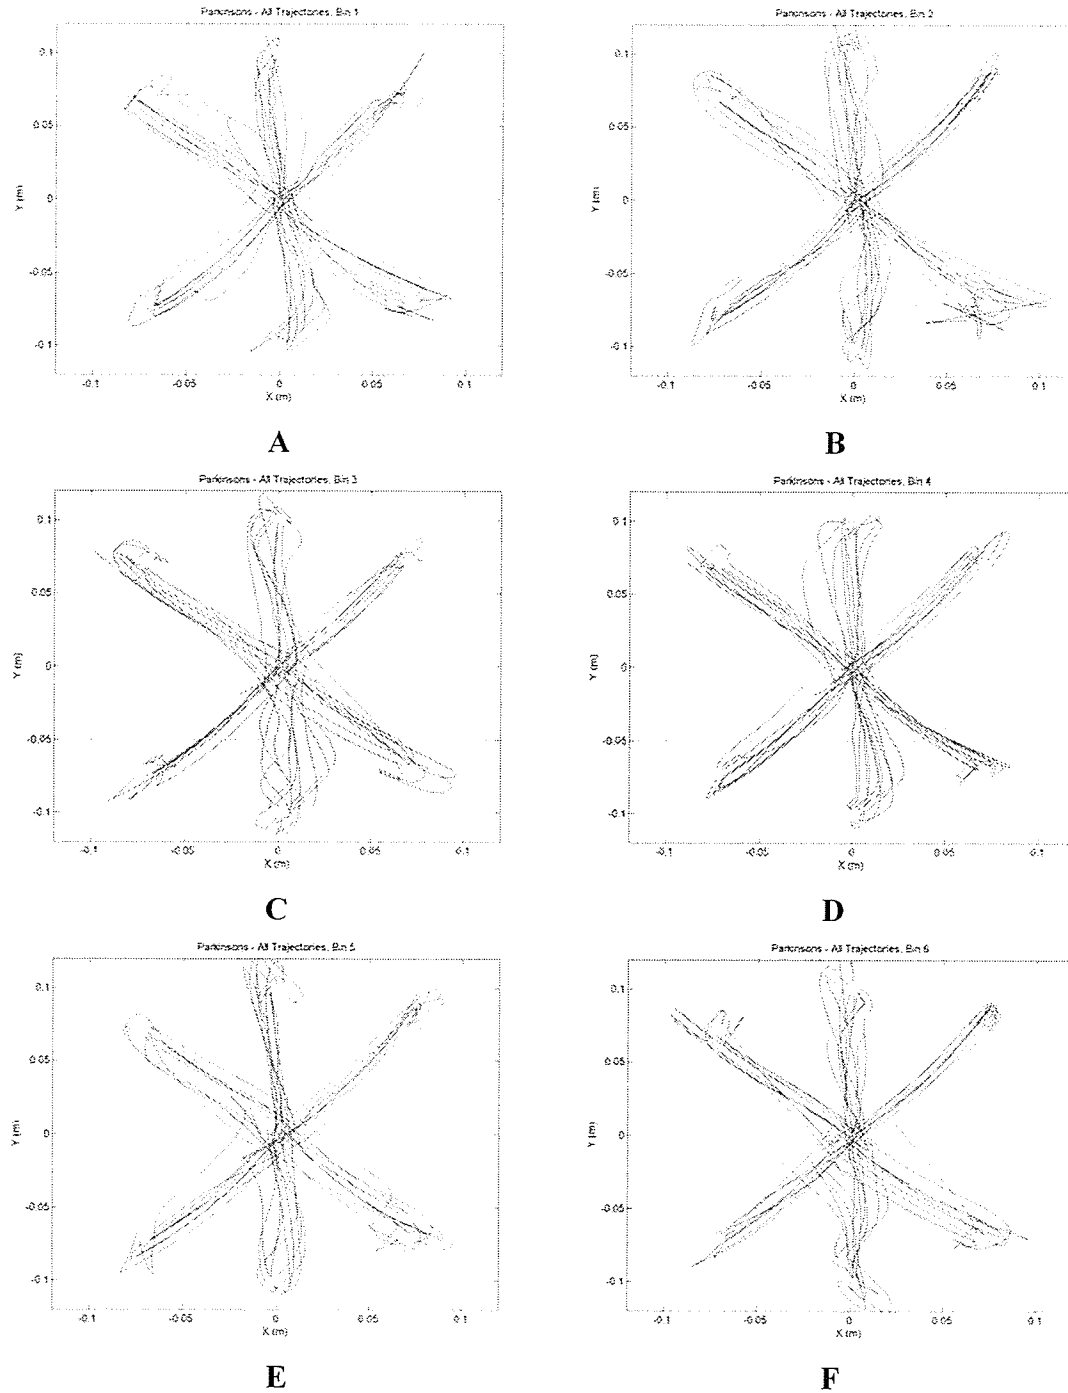 Parkinsons - All Trajectories, Bin 1
0.1
0.05
Y (m)
0
-0.05
-0.1
-0.1 -0.05 0 0.05 0.1
X (m)
A
Parkinsons - All Trajectories, Bin 2
0.1
0.05
Y (m)
0
-0.05
-0.1
-0.1 -0.05 0 0.05 0.1
X (m)
B
Parkinsons - All Trajectories, Bin 3
0.1
0.05
Y (m)
0
-0.05
-0.1
-0.1 -0.05 0 0.05 0.1
X (m)
C
Parkinsons - All Trajectories, Bin 4
0.1
0.05
Y (m)
0
-0.05
-0.1
-0.1 -0.05 0 0.05 0.1
X (m)
D
Parkinsons - All Trajectories, Bin 5
0.1
0.05
Y (m)
0
-0.05
-0.1
-0.1 -0.05 0 0.05 0.1
X (m)
E
Parkinsons - All Trajectories, Bin 6
0.1
0.05
Y (m)
0
-0.05
-0.1
-0.1 -0.05 0 0.05 0.1
X (m)
F